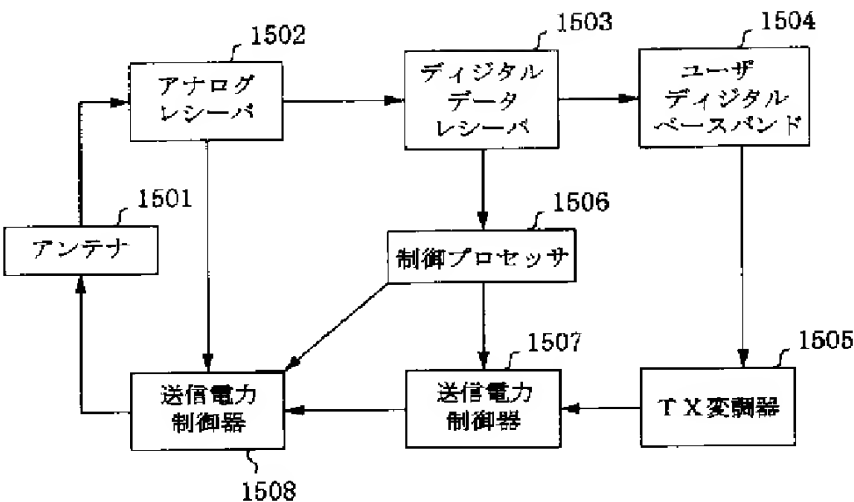 1502
アナログ
レシーバ
1503
ディジタル
データ
レシーバ
1504
ユーザ
ディジタル
ベースバンド
1501
アンテナ
1506
制御プロセッサ
1508
送信電力
制御器
1507
送信電力
制御器
1505
TX変調器